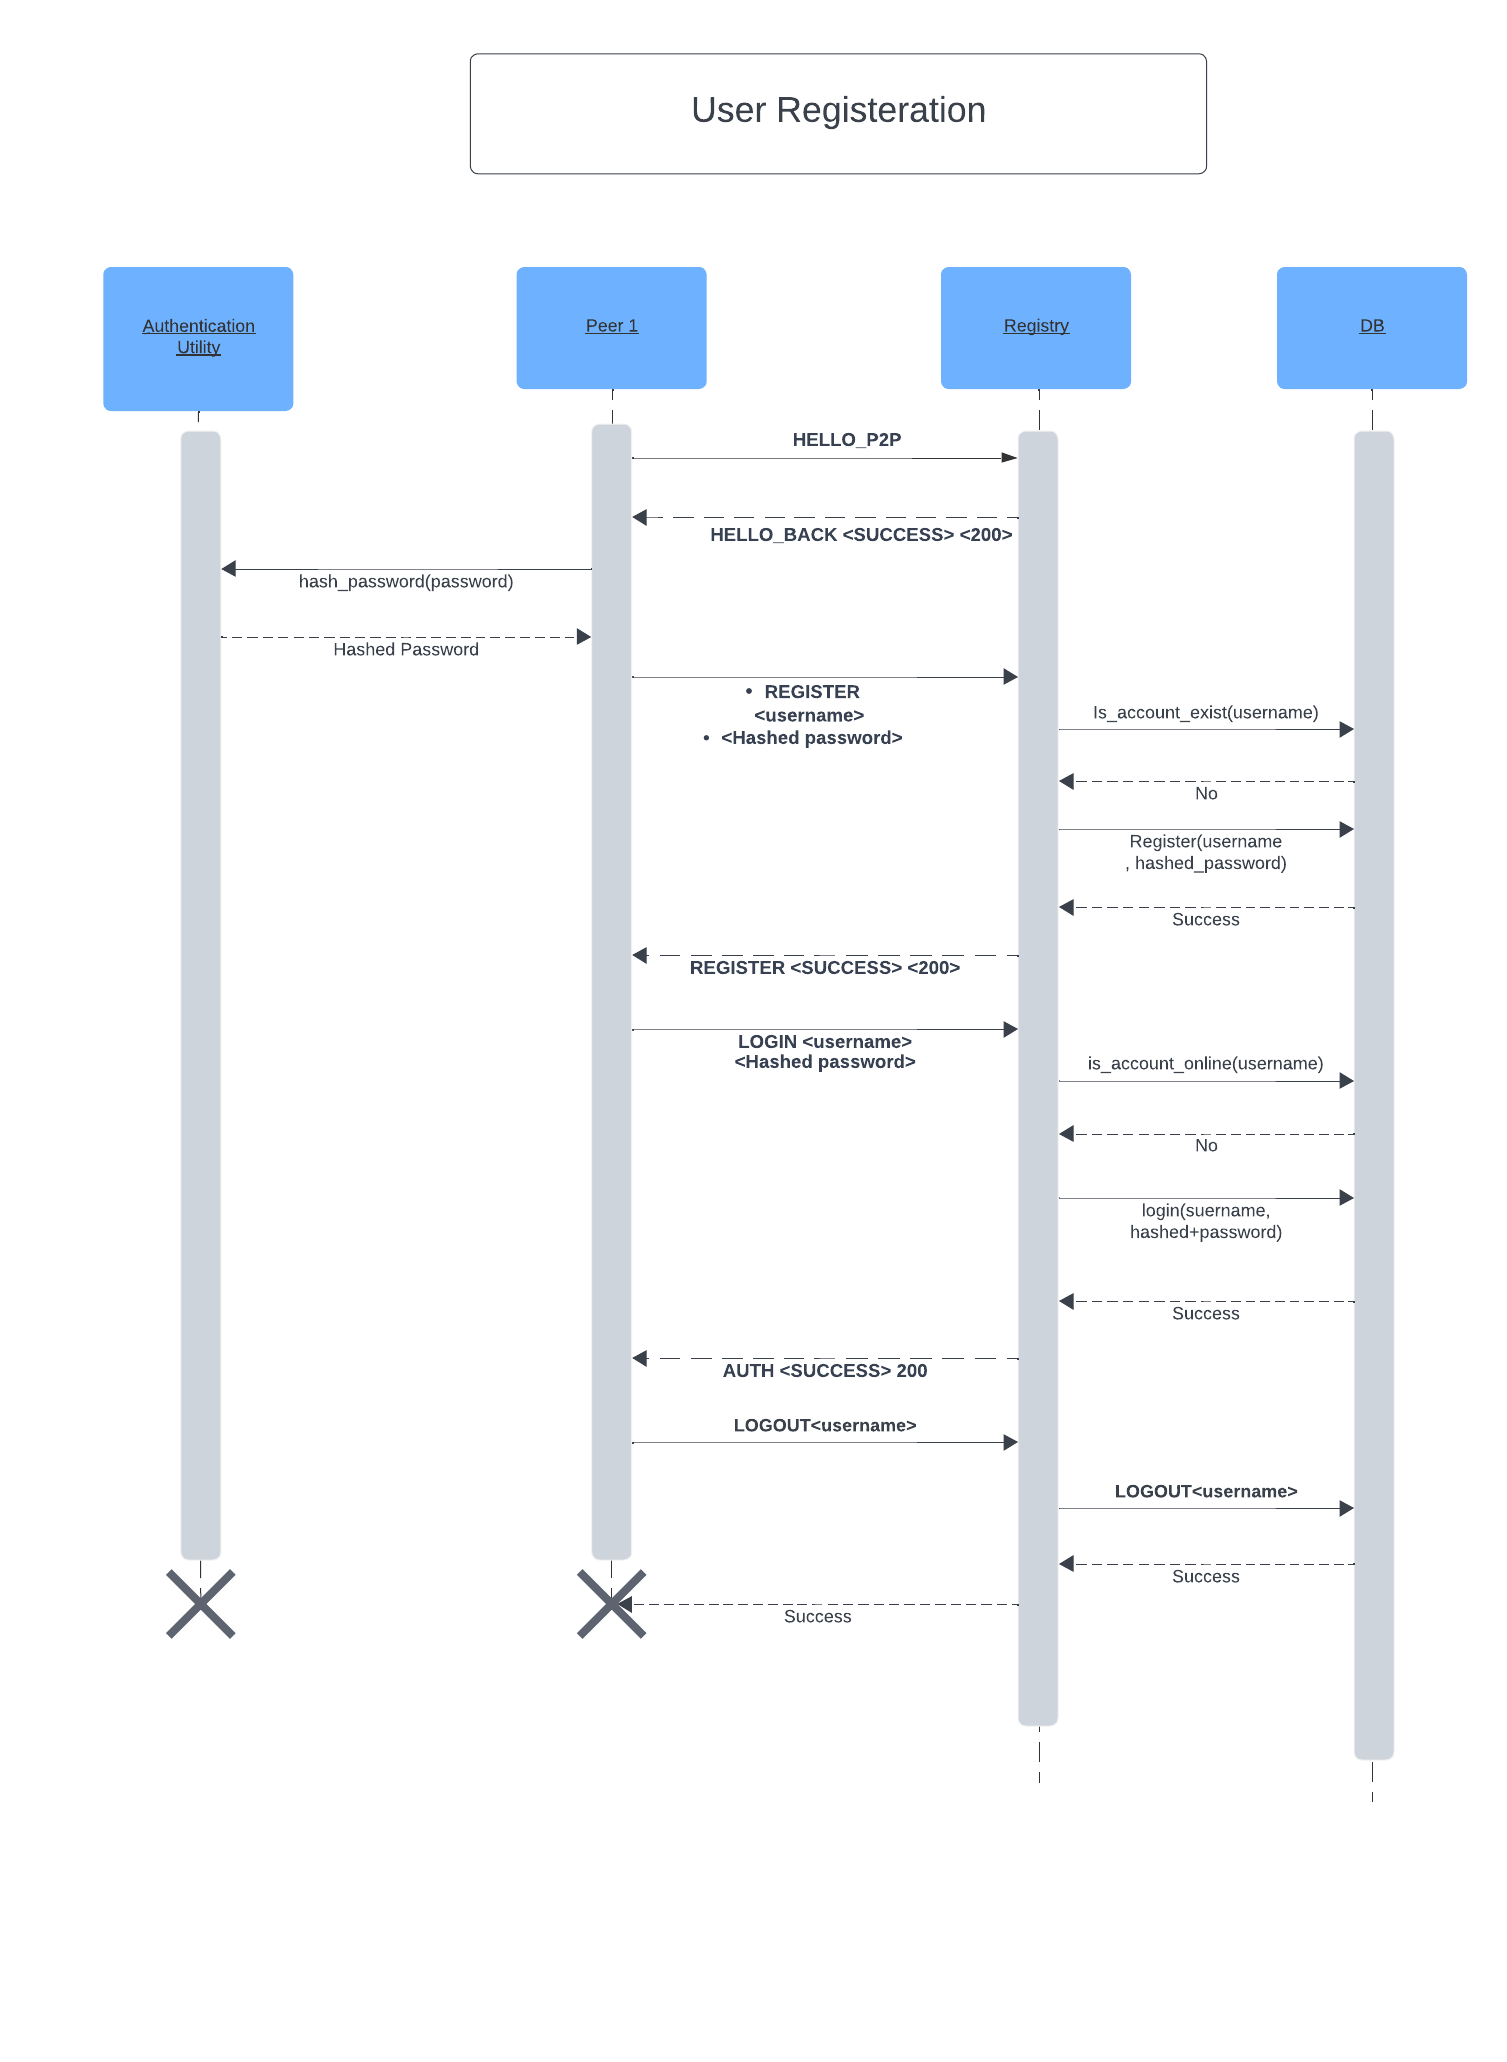 User Registeration
Authentication
Utility
Peer 1
Registry
DB
HELLO_P2P
HELLO_BACK <SUCCESS> <200>
hash_password(password)
Hashed Password
• REGISTER
<username>
• <Hashed password>
Is_account_exist(username)
No
Register(username
, hashed_password)
Success
REGISTER <SUCCESS> <200>
LOGIN <username>
<Hashed password>
is_account_online(username)
No
login(suername,
hashed+password)
Success
AUTH <SUCCESS> 200
LOGOUT<username>
LOGOUT<username>
Success
Success